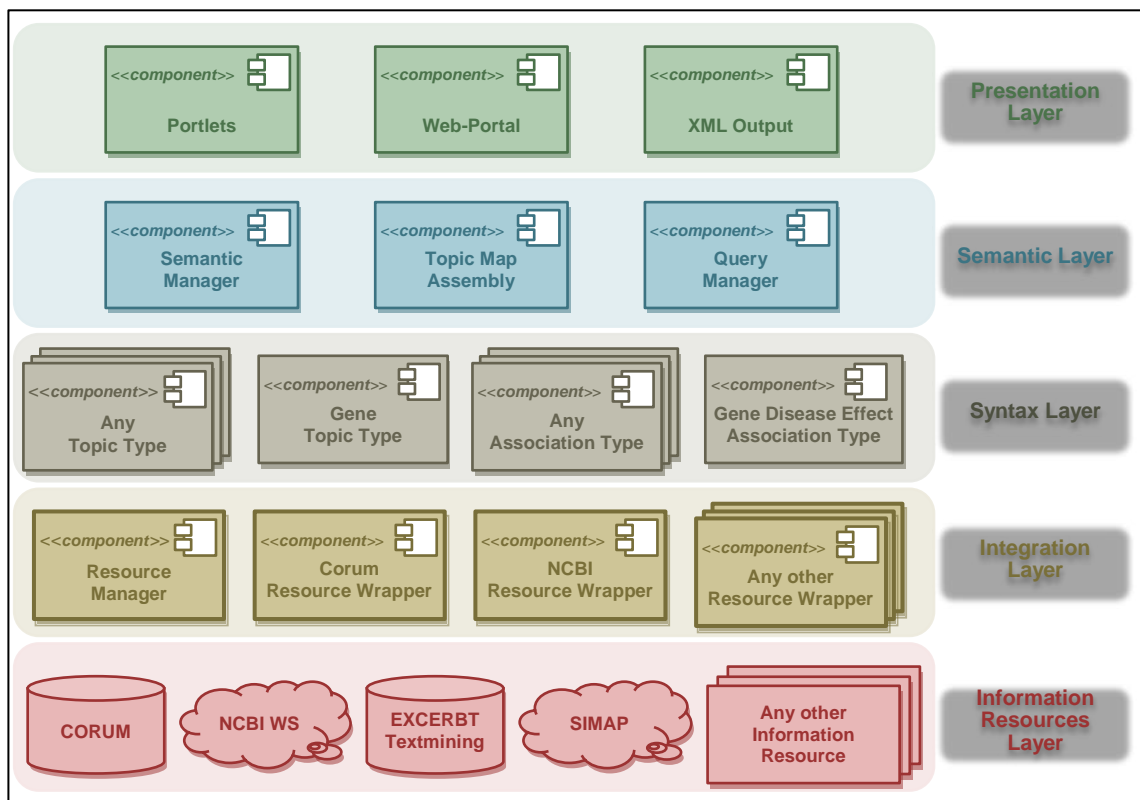 <<component>>
Portlets
<<component>>
Web-Portal
<<component>>
XML Output
Presentation
Layer
<<component>>
Semantic
Manager
<<component>>
Topic Map
Assembly
<<component>>
Query
Manager
Semantic Layer
<<component>>
Any
Topic Type
<<component>>
Gene
Topic Type
<<component>>
Any
Association Type
<<component>>
Gene Disease Effect
Association Type
Syntax Layer
<<component>>
Resource
Manager
<<component>>
Corum
Resource Wrapper
<<component>>
NCBI
Resource Wrapper
<<component>>
Any other
Resource Wrapper
Integration
Layer
CORUM
NCBI WS
EXCERBT
Textmining
SIMAP
Any other
Information
Resource
Information
Resources
Layer